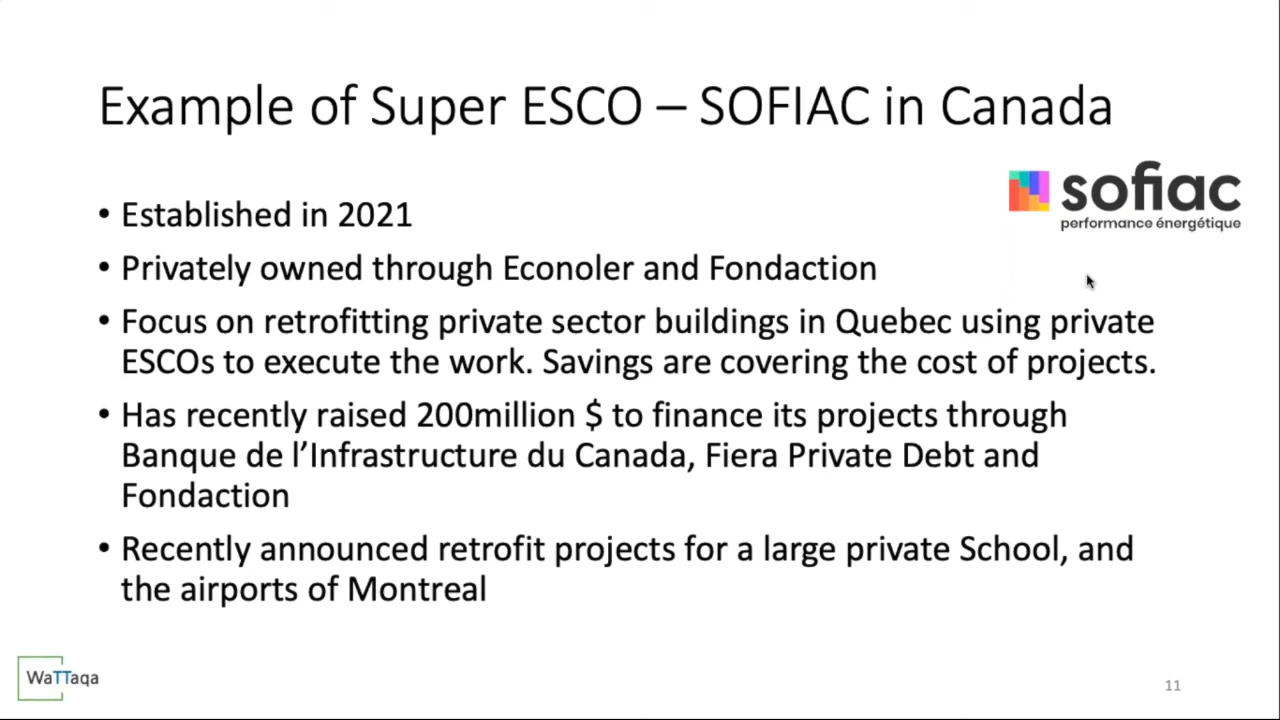 Example of Super ESCO – SOFIAC in Canada
sofiac
performance énergétique
• Established in 2021
• Privately owned through Econoler and Fondaction
• Focus on retrofitting private sector buildings in Quebec using private
ESCOs to execute the work. Savings are covering the cost of projects.
• Has recently raised 200million $ to finance its projects through
Banque de l’Infrastructure du Canada, Fiera Private Debt and
Fondaction
• Recently announced retrofit projects for a large private School, and
the airports of Montreal
WaTTaqa
11